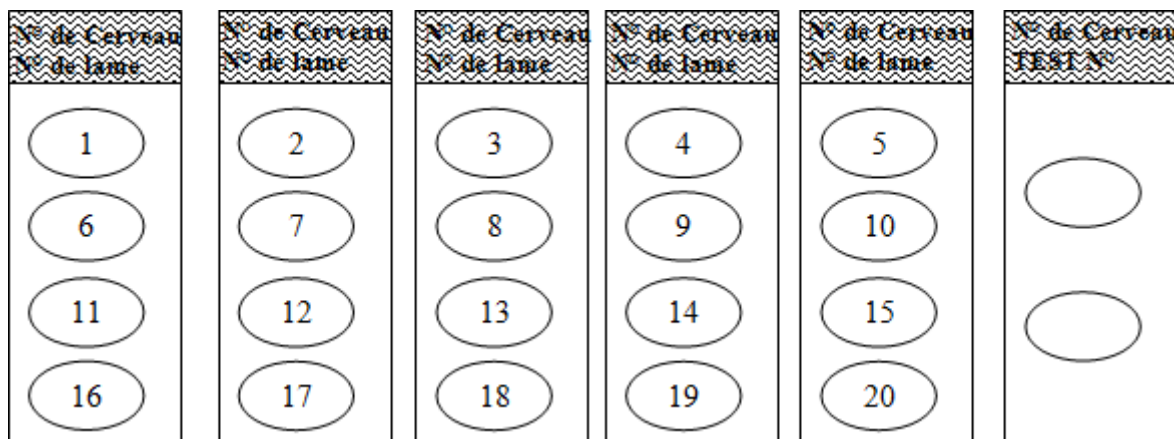 N° de Cerveau
N° de lame
1
6
11
16
N° de Cerveau
N° de lame
2
7
12
17
N° de Cerveau
N° de lame
3
8
13
18
N° de Cerveau
N° de lame
4
9
14
19
N° de Cerveau
N° de lame
5
10
15
20
N° de Cerveau
TEST N°